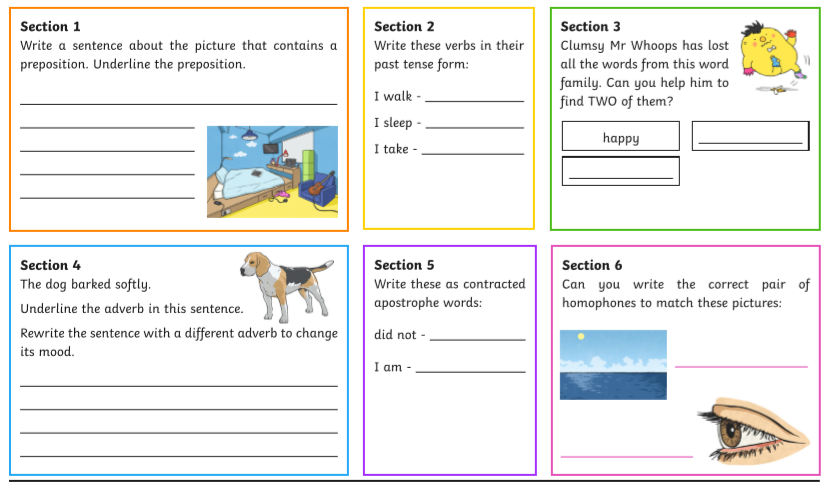 Section 1
Write a sentence about the picture that contains a
preposition. Underline the preposition.
Section 2
Write these verbs in their
past tense form:
I walk -
I sleep -
I take -
Section 3
Clumsy Mr Whoops has lost
all the words from this word
family. Can you help him to
find TWO of them?
happy
Section 4
The dog barked softly.
Underline the adverb in this sentence.
Rewrite the sentence with a different adverb to change
its mood.
Section 5
Write these as contracted
apostrophe words:
did not -
I am -
Section 6
Can you write the correct pair of
homophones to match these pictures: